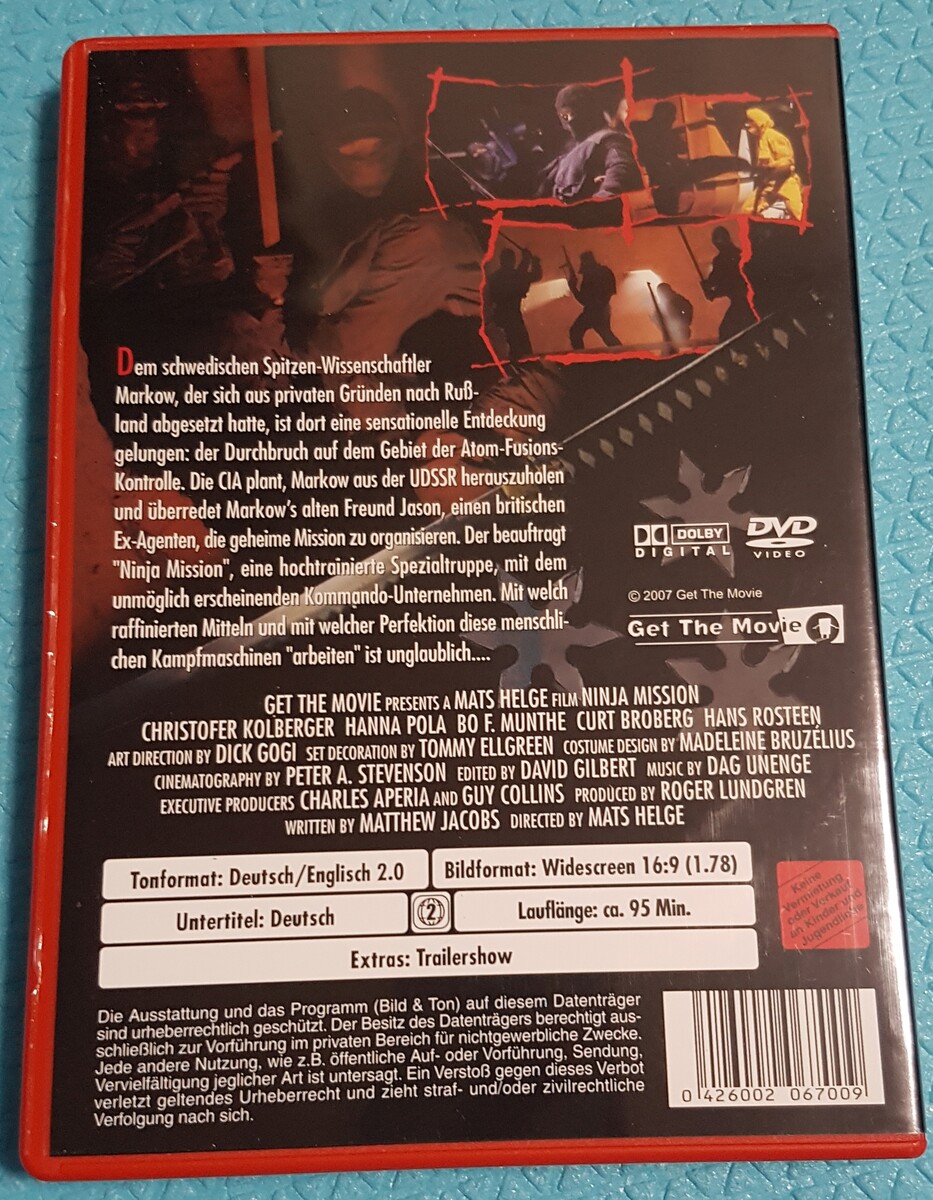 Dem schwedischen Spitzen-Wissenschaftler
Markow, der sich aus privaten Gründen nach Ruß-
land abgesetzt hatte, ist dort eine sensationelle Entdeckung
gelungen: der Durchbruch auf dem Gebiet der Atom-Fusions-
Kontrolle. Die CIA plant, Markow aus der UDSSR herauszuholen
und überredet Markow's alten Freund Jason, einen britischen
Ex-Agenten, die geheime Mission zu organisieren. Der beauftragt
"Ninja Mission", eine hochtrainierte Spezialtruppe, mit dem
unmöglich erscheinenden Kommando-Unternehmen. Mit welch
raffinierten Mitteln und mit welcher Perfektion diese menschli-
chen Kampfmaschinen "arbeiten" ist unglaublich....
DOLBY
DIGITAL
DVD
VIDEO
© 2007 Get The Movie
Get The Movie
GET THE MOVIE PRESENTS A MATS HELGE FILM NINJA MISSION
CHRISTOFER KOLBERGER HANNA POLA BO F. MUNTHE CURT BROBERG HANS ROSTEEN
ART DIRECTION BY DICK GOGI SET DECORATION BY TOMMY ELLGREEN COSTUME DESIGN BY MADELEINE BRUZÉLIUS
CINEMATOGRAPHY BY PETER A. STEVENSON EDITED BY DAVID GILBERT MUSIC BY DAG UNENGE
EXECUTIVE PRODUCERS CHARLES APERIA AND GUY COLLINS PRODUCED BY ROGER LUNDGREN
WRITTEN BY MATTHEW JACOBS DIRECTED BY MATS HELGE
Tonformat: Deutsch/Englisch 2.0
Bildformat: Widescreen 16:9 (1.78)
Untertitel: Deutsch
2
Lauflänge: ca. 95 Min.
Extras: Trailershow
Keine
Vermietung
oder Verkauf
an Kinder und
Jugendliche
Die Ausstattung und das Programm (Bild & Ton) auf diesem Datenträger
sind urheberrechtlich geschützt. Der Besitz des Datenträgers berechtigt aus-
schließlich zur Vorführung im privaten Bereich für nichtgewerbliche Zwecke.
Jede andere Nutzung, wie z.B. öffentliche Auf- oder Vorführung, Sendung,
Vervielfältigung jeglicher Art ist untersagt. Ein Verstoß gegen dieses Verbot
verletzt geltendes Urheberrecht und zieht straf- und/oder zivilrechtliche
Verfolgung nach sich.
0 426002 067009